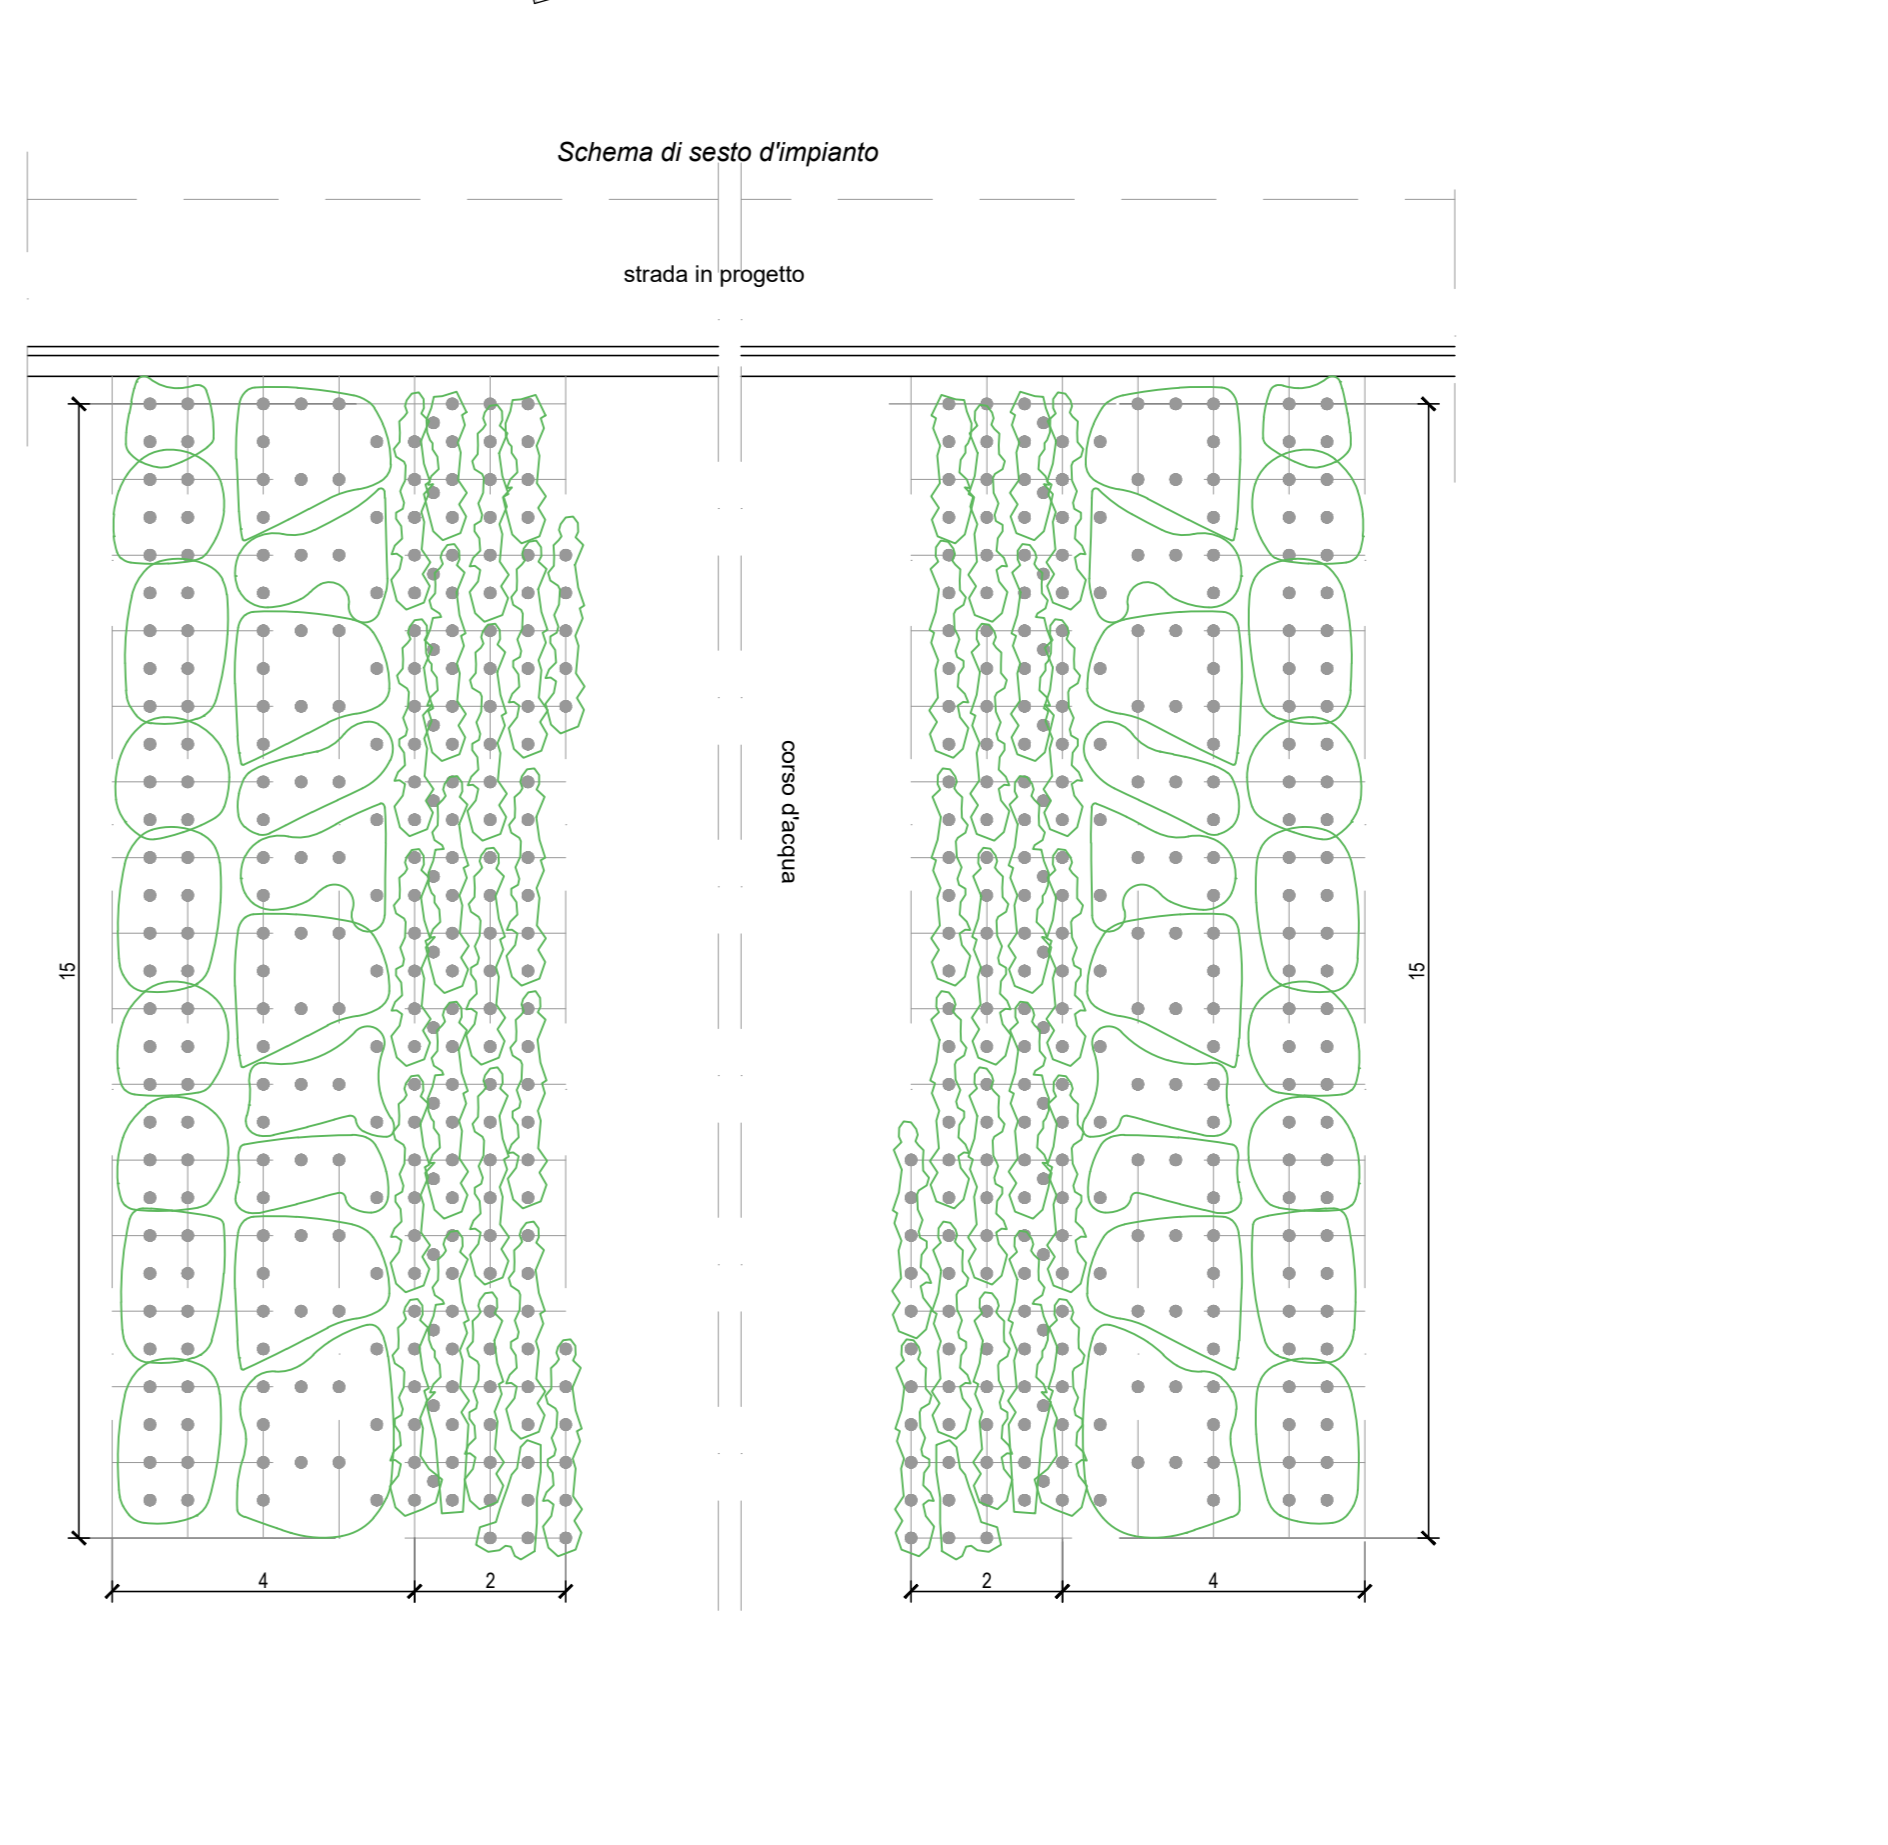 Schema di sesto d'impianto
strada in progetto
corso d'acqua
15
15
4
2
2
4